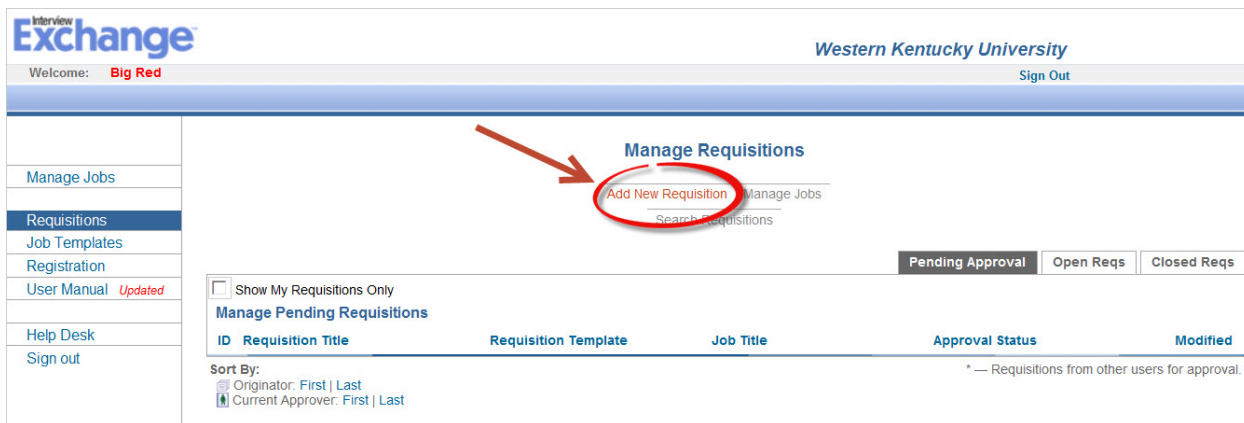 Interview
Exchange
Western Kentucky University
Welcome: Big Red
Sign Out
Manage Requisitions
Manage Jobs
Add New Requisition Manage Jobs
Requisitions
Search Requisitions
Job Templates
Registration
Pending Approval Open Reqs Closed Reqs
User Manual Updated
Show My Requisitions Only
Manage Pending Requisitions
Help Desk
ID Requisition Title Requisition Template Job Title Approval Status Modified
Sign out
Sort By:
* — Requisitions from other users for approval.
Originator: First | Last
Current Approver: First | Last